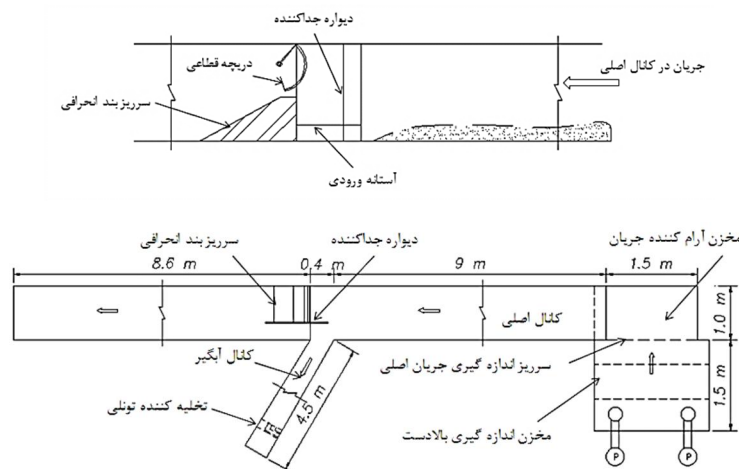 دیواره جداکننده
دریچه قطاعی
جریان در کانال اصلی
سرریز بند انحرافی
آستانه ورودی
مخزن آرام کننده جریان
دیواره جداکننده
سرریز بند انحرافی
8.6 m
0.4 m
9 m
1.5 m
کانال اصلی
1.0 m
کانال آبگیر
سرریز اندازه گیری جریان اصلی
4.5 m
1.5 m
تخلیه کننده تونلی
مخزن اندازه گیری بالادست
P
P